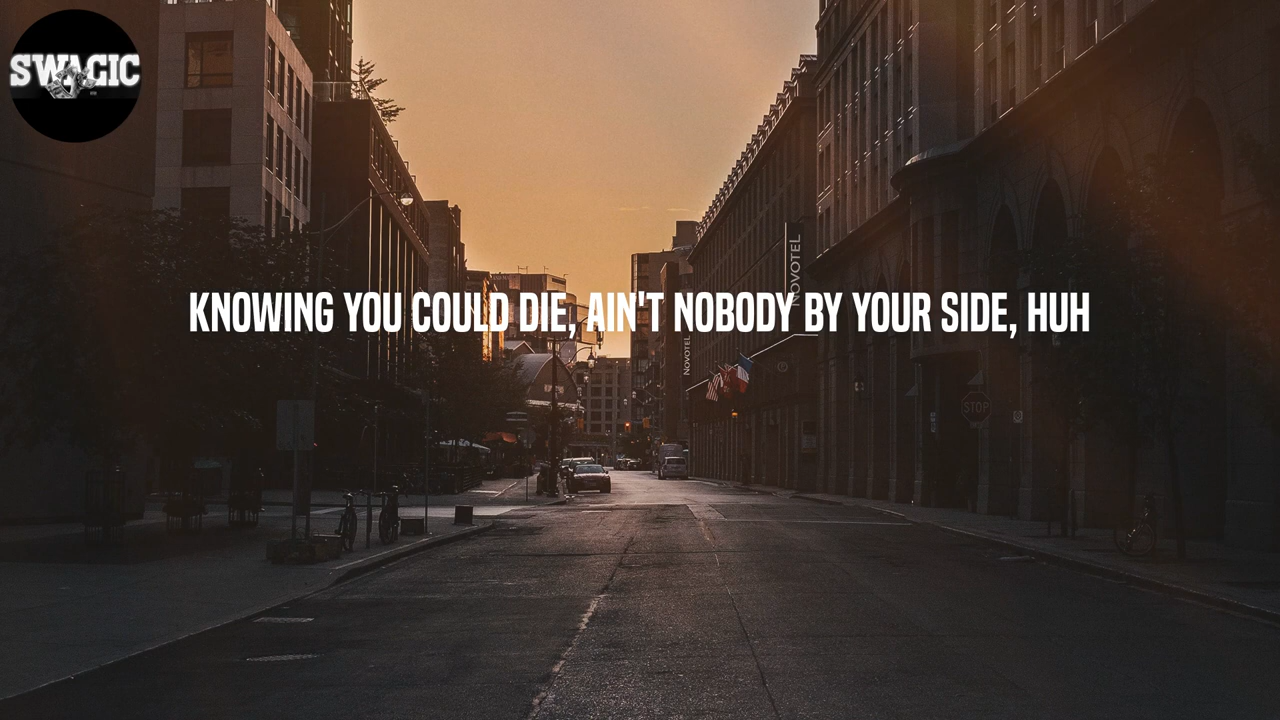 SWAGIC
NOVOTEL
KNOWING YOU COULD DIE, AIN'T NOBODY BY YOUR SIDE, HUH
NOVOTEL
STOP